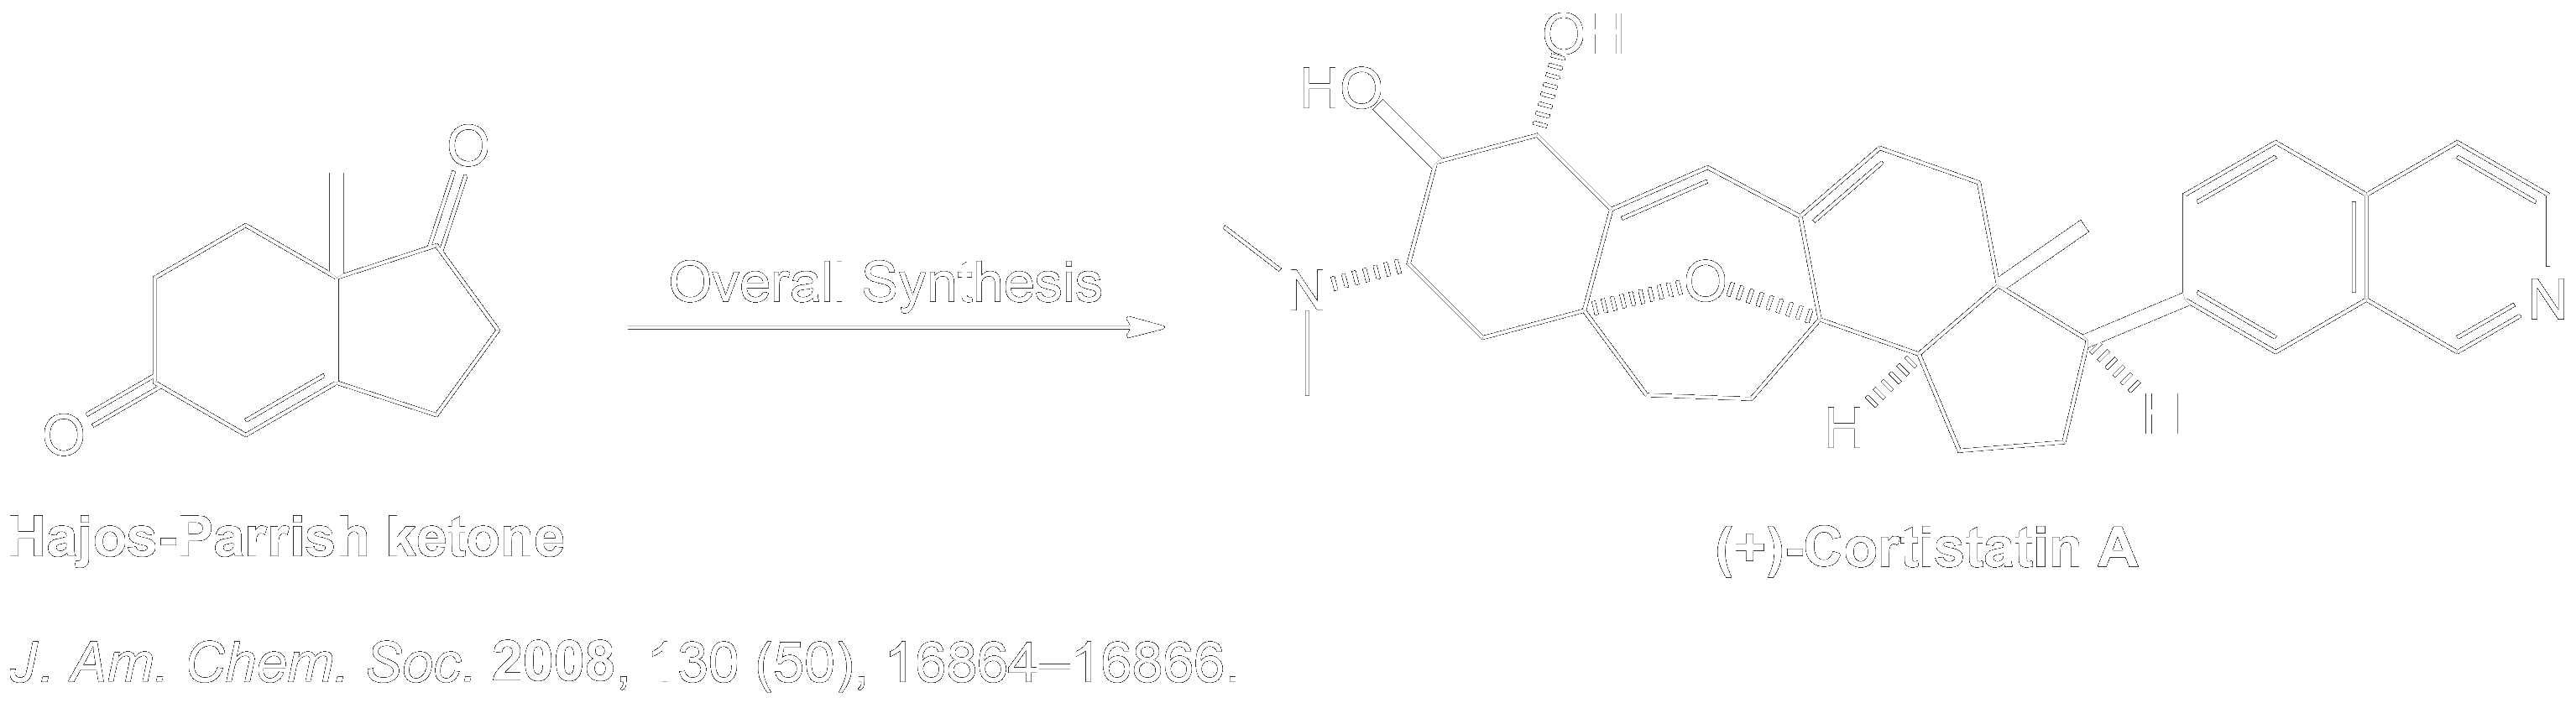 OH
HO
O
O
Overall Synthesis
N
O
N
H
H
Hajos-Parrish ketone
(+)-Cortistatin A
J. Am. Chem. Soc. 2008, 130 (50), 16864–16866.